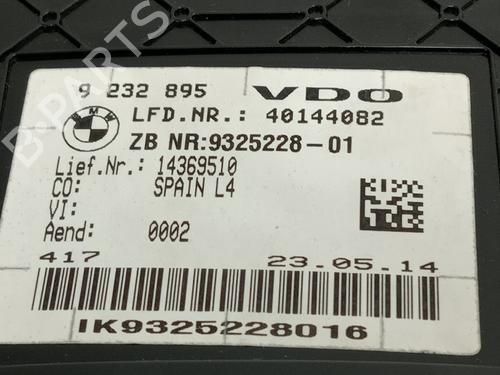 9 232 895 VDO
BMW
LFD.NR.: 40144082
ZB NR:9325228-01
Lief.Nr.: 14369510
CO: SPAIN L4
VI:
Aend: 0002
417 23.05.14
IK9325228016
B-PARTS